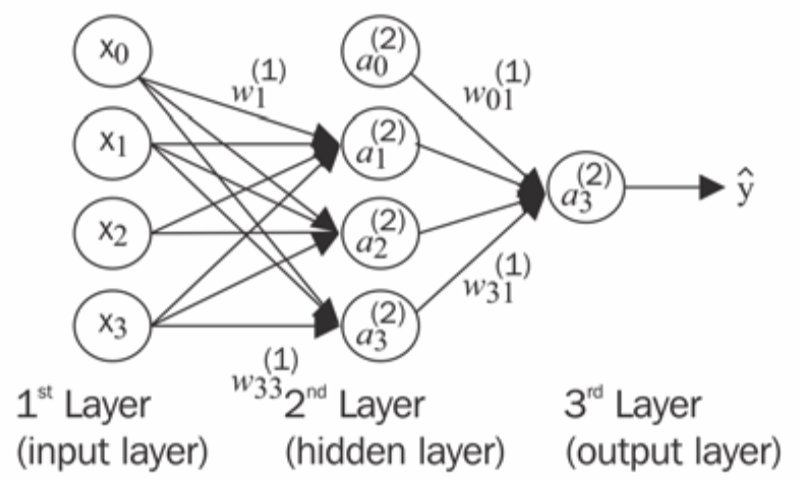 x₀
w₁⁽¹⁾
a₀⁽²⁾
w₀₁⁽¹⁾
x₁
a₁⁽²⁾
a₃⁽²⁾
ŷ
x₂
a₂⁽²⁾
w₃₁⁽¹⁾
x₃
a₃⁽²⁾
w₃₃⁽¹⁾
1ˢᵗ Layer
(input layer)
2ⁿᵈ Layer
(hidden layer)
3ʳᵈ Layer
(output layer)